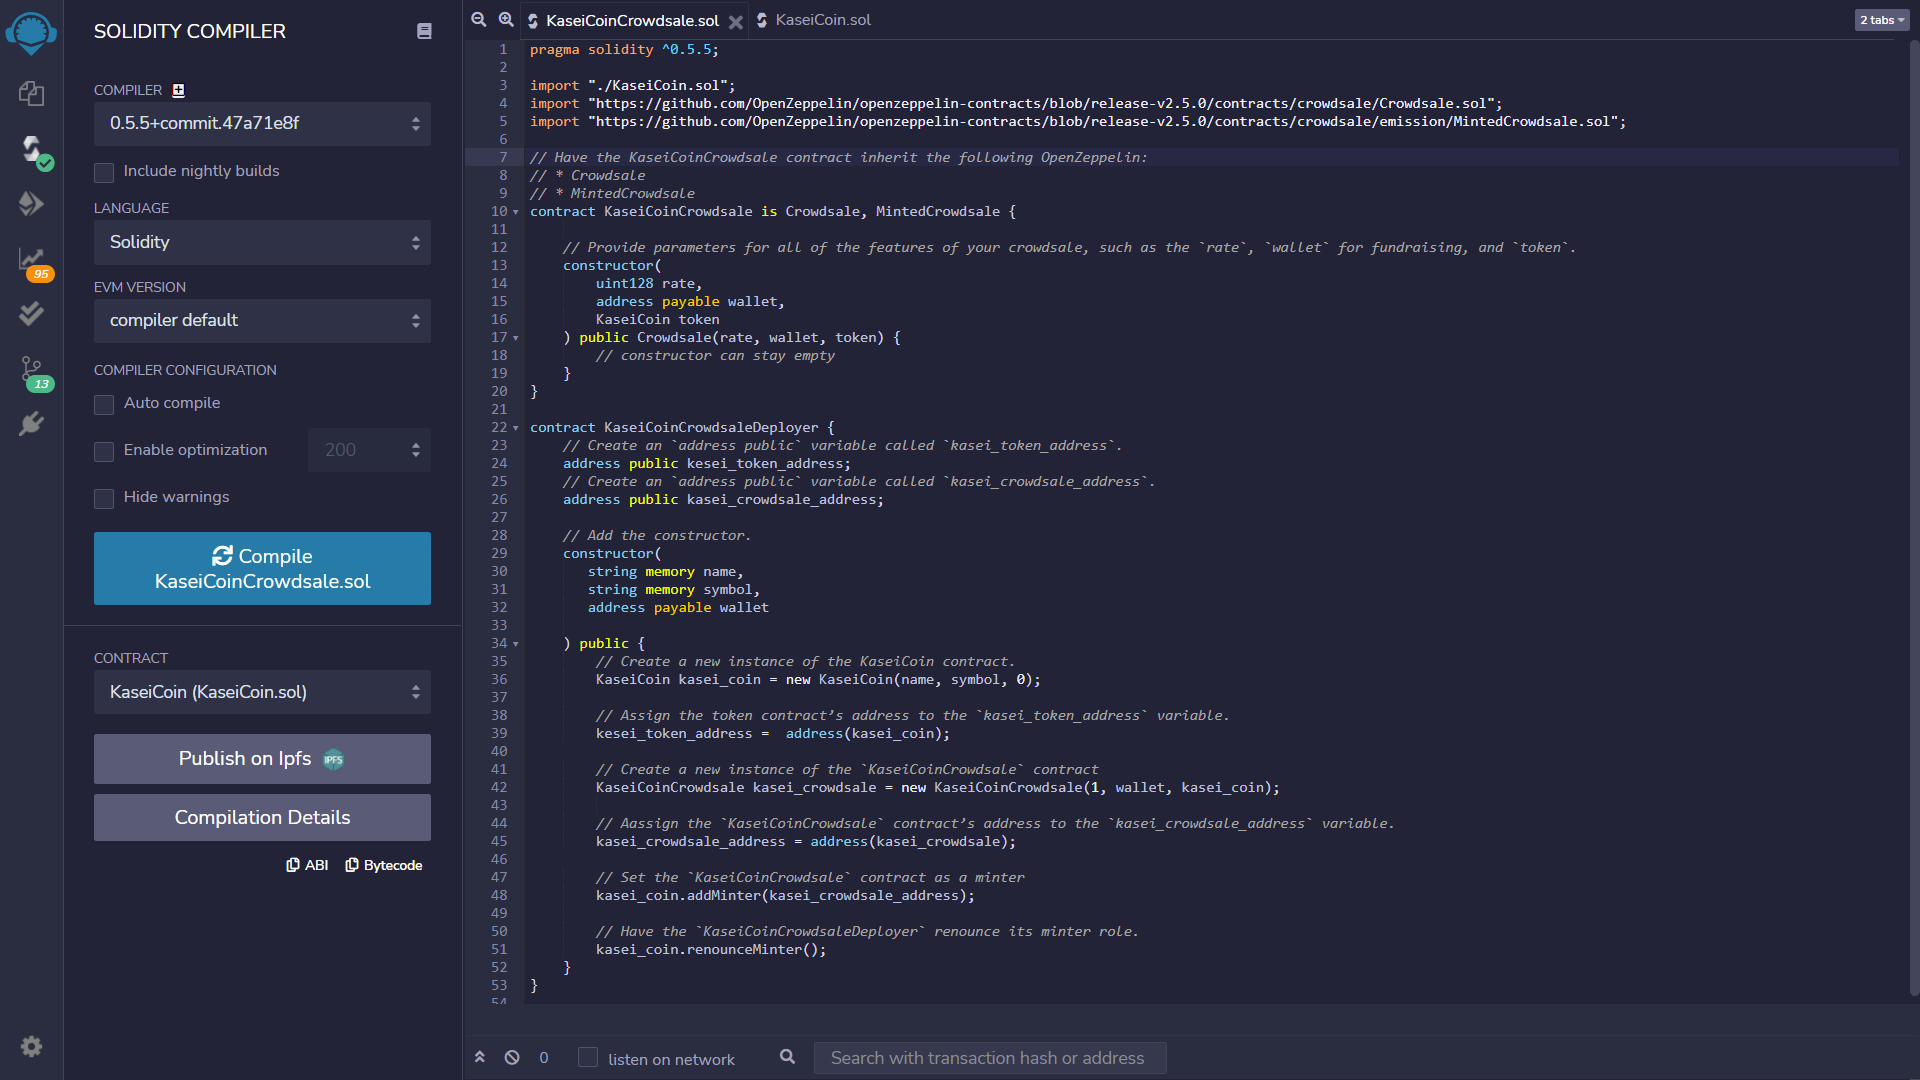 SOLIDITY COMPILER
COMPILER
0.5.5+commit.47a71e8f
Include nightly builds
LANGUAGE
Solidity
EVM VERSION
compiler default
COMPILER CONFIGURATION
Auto compile
Enable optimization 200
Hide warnings
Compile
KaseiCoinCrowdsale.sol
CONTRACT
KaseiCoin (KaseiCoin.sol)
Publish on Ipfs IPFS
Compilation Details
ABI Bytecode
95
13
KaseiCoinCrowdsale.sol KaseiCoin.sol 2 tabs
1 pragma solidity ^0.5.5;
2
3 import "./KaseiCoin.sol";
4 import "https://github.com/OpenZeppelin/openzeppelin-contracts/blob/release-v2.5.0/contracts/crowdsale/Crowdsale.sol";
5 import "https://github.com/OpenZeppelin/openzeppelin-contracts/blob/release-v2.5.0/contracts/crowdsale/emission/MintedCrowdsale.sol";
6
7 // Have the KaseiCoinCrowdsale contract inherit the following OpenZeppelin:
8 // * Crowdsale
9 // * MintedCrowdsale
10 contract KaseiCoinCrowdsale is Crowdsale, MintedCrowdsale {
11
12 // Provide parameters for all of the features of your crowdsale, such as the `rate`, `wallet` for fundraising, and `token`.
13 constructor(
14 uint128 rate,
15 address payable wallet,
16 KaseiCoin token
17 ) public Crowdsale(rate, wallet, token) {
18 // constructor can stay empty
19 }
20 }
21
22 contract KaseiCoinCrowdsaleDeployer {
23 // Create an `address public` variable called `kasei_token_address`.
24 address public kesei_token_address;
25 // Create an `address public` variable called `kasei_crowdsale_address`.
26 address public kasei_crowdsale_address;
27
28 // Add the constructor.
29 constructor(
30 string memory name,
31 string memory symbol,
32 address payable wallet
33
34 ) public {
35 // Create a new instance of the KaseiCoin contract.
36 KaseiCoin kasei_coin = new KaseiCoin(name, symbol, 0);
37
38 // Assign the token contract’s address to the `kasei_token_address` variable.
39 kesei_token_address =  address(kasei_coin);
40
41 // Create a new instance of the `KaseiCoinCrowdsale` contract
42 KaseiCoinCrowdsale kasei_crowdsale = new KaseiCoinCrowdsale(1, wallet, kasei_coin);
43
44 // Aassign the `KaseiCoinCrowdsale` contract’s address to the `kasei_crowdsale_address` variable.
45 kasei_crowdsale_address = address(kasei_crowdsale);
46
47 // Set the `KaseiCoinCrowdsale` contract as a minter
48 kasei_coin.addMinter(kasei_crowdsale_address);
49
50 // Have the `KaseiCoinCrowdsaleDeployer` renounce its minter role.
51 kasei_coin.renounceMinter();
52 }
53 }
54
0 listen on network Search with transaction hash or address